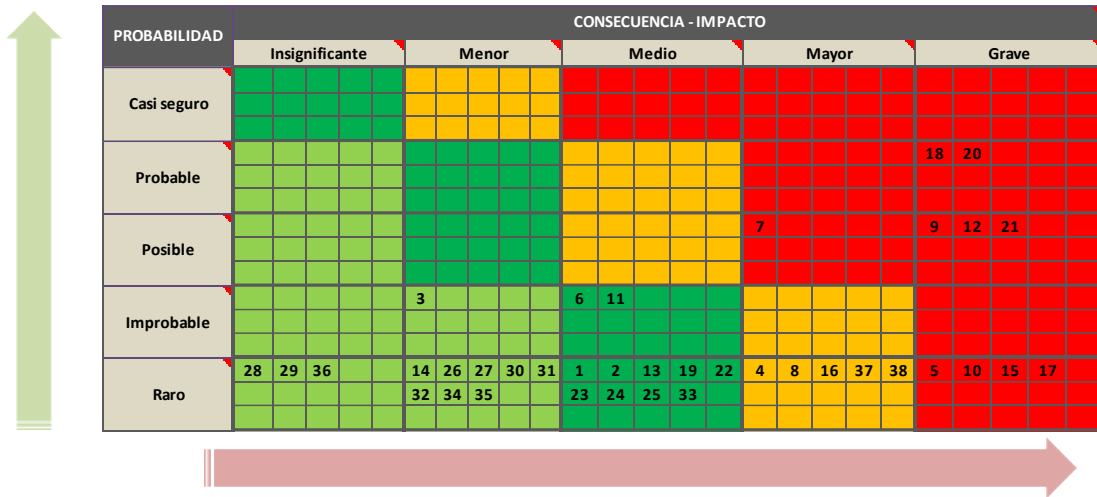 PROBABILIDAD
CONSECUENCIA - IMPACTO
Insignificante Menor Medio Mayor Grave
Casi seguro
Probable
18 20
Posible
7 9 12 21
Improbable
3 6 11
Raro
28 29 36 14 26 27 30 31 1 2 13 19 22 4 8 16 37 38 5 10 15 17
32 34 35 23 24 25 33